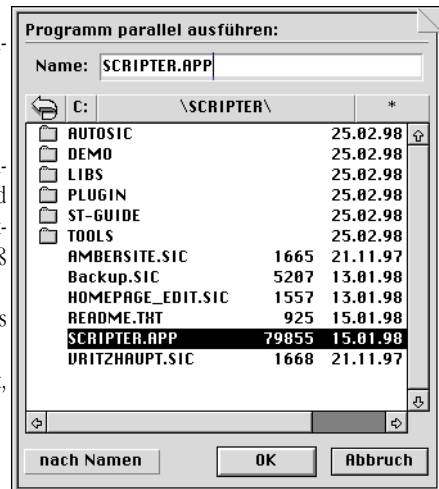 Programm parallel ausführen:
Name: SCRIPTER.APP
C: \SCRIPTER\ *
AUTOSIC 25.02.98
DEMO 25.02.98
LIBS 25.02.98
PLUGIN 25.02.98
ST-GUIDE 25.02.98
TOOLS 25.02.98
AMBERSITE.SIC 1665 21.11.97
Backup.SIC 5207 13.01.98
HOMEPAGE_EDIT.SIC 1557 13.01.98
README.TXT 925 15.01.98
SCRIPTER.APP 79855 15.01.98
URITZHAUPT.SIC 1668 21.11.97
nach Namen OK Abbruch